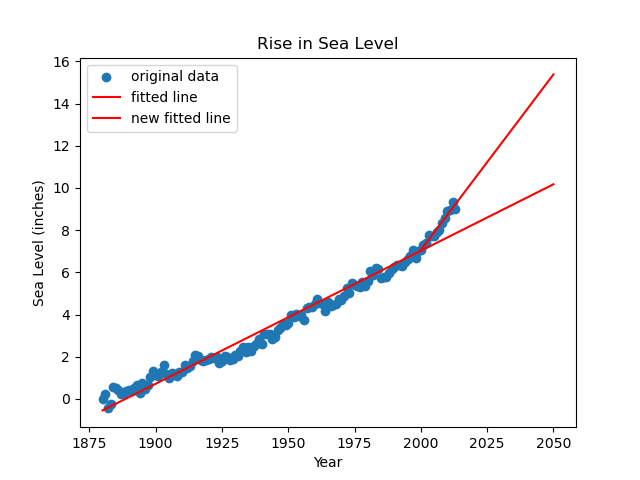 Rise in Sea Level
original data
fitted line
new fitted line
16
14
12
10
8
6
4
2
0
Sea Level (inches)
1875 1900 1925 1950 1975 2000 2025 2050
Year